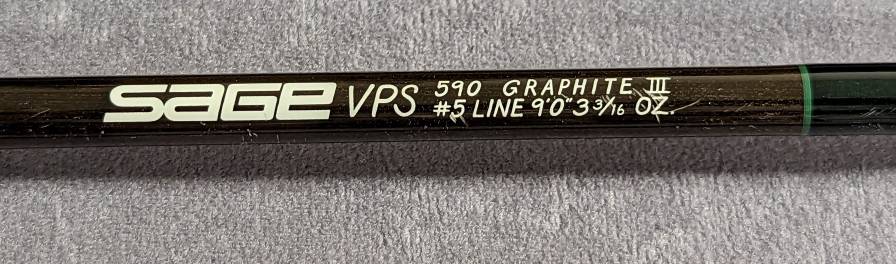 SAGE VPS 590 GRAPHITE III
#5 LINE 9'0" 3 3/16 OZ.